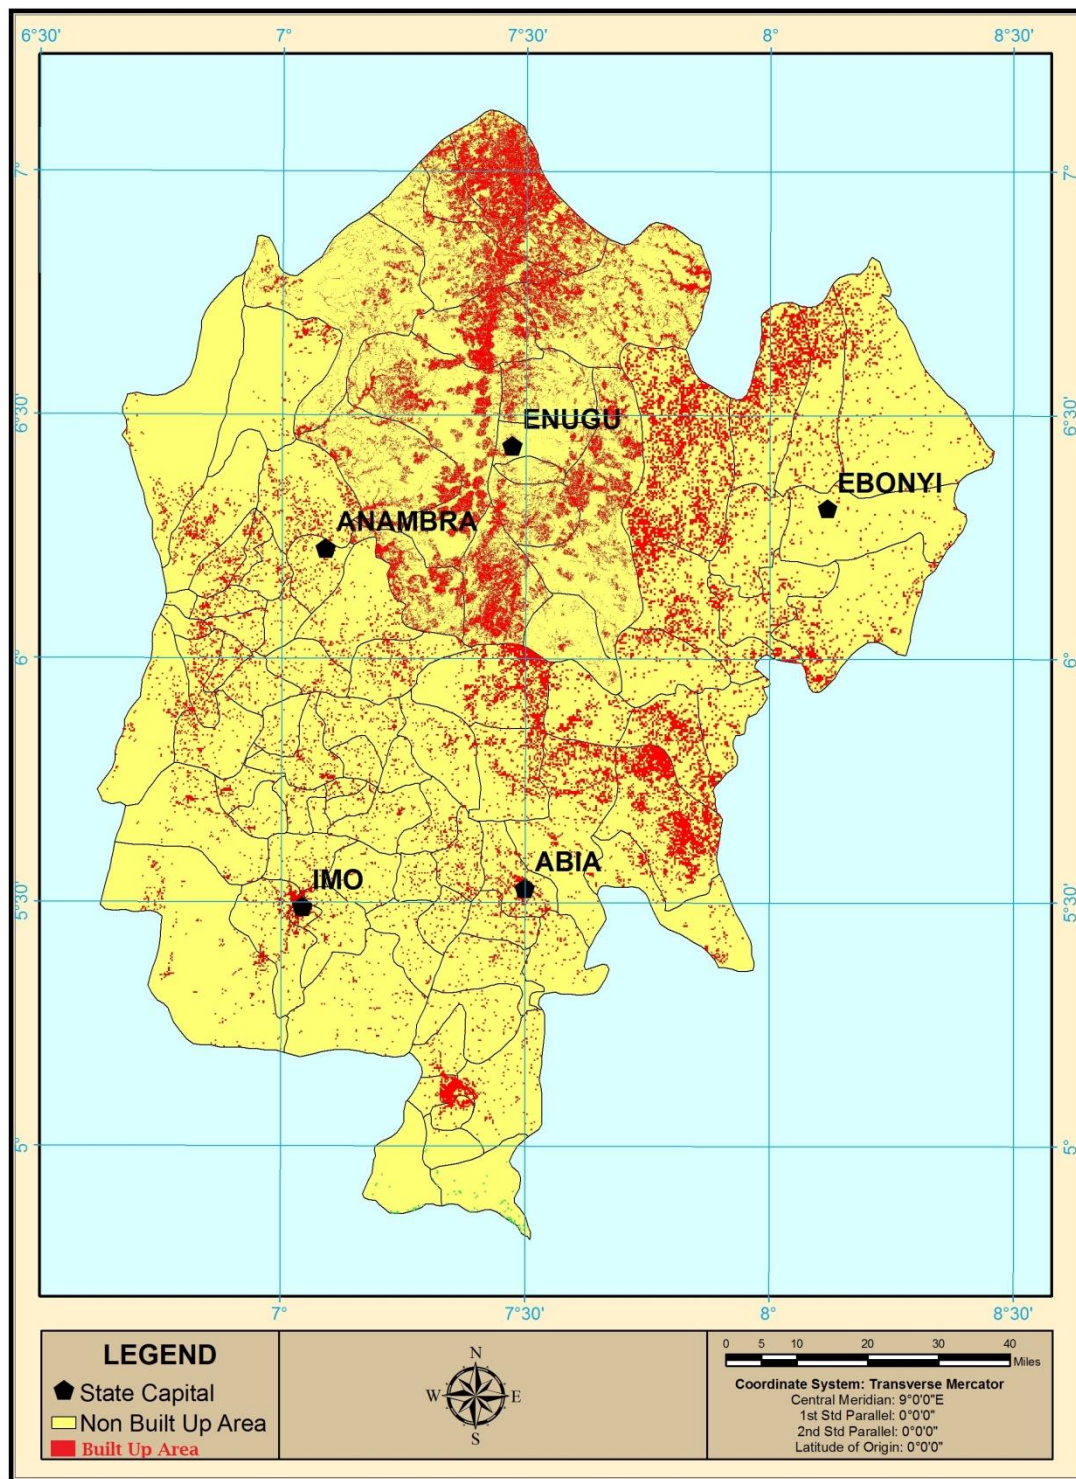 6°30' 7° 7°30' 8° 8°30'
7° 7°
6°30' 6°30'
ENUGU
EBONYI
ANAMBRA
6° 6°
ABIA
IMO
5°30' 5°30'
5° 5°
7° 7°30' 8° 8°30'
LEGEND
State Capital
Non Built Up Area
Built Up Area
N
W E
S
0 5 10 20 30 40
Miles
Coordinate System: Transverse Mercator
Central Meridian: 9°0'0"E
1st Std Parallel: 0°0'0"
2nd Std Parallel: 0°0'0"
Latitude of Origin: 0°0'0"